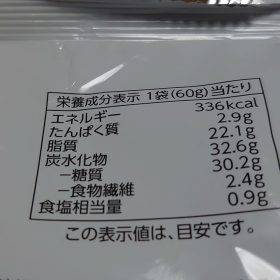 栄養成分表示 1袋(60g)当たり
エネルギー 336kcal
たんぱく質 2.9g
脂質 22.1g
炭水化物 32.6g
−糖質 30.2g
−食物繊維 2.4g
食塩相当量 0.9g
この表示値は、目安です。